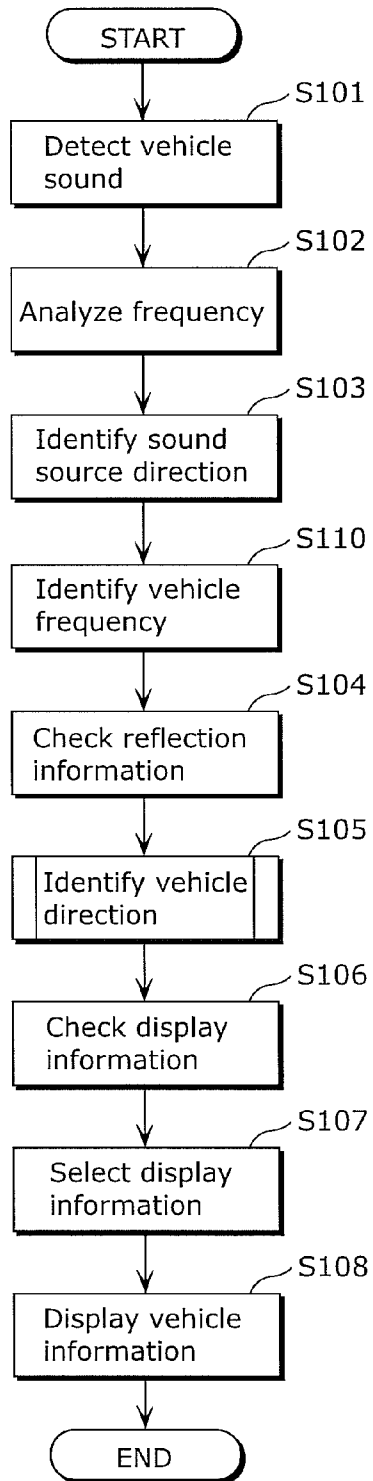 START
S101
Detect vehicle
sound
S102
Analyze frequency
S103
Identify sound
source direction
S110
Identify vehicle
frequency
S104
Check reflection
information
S105
Identify vehicle
direction
S106
Check display
information
S107
Select display
information
S108
Display vehicle
information
END